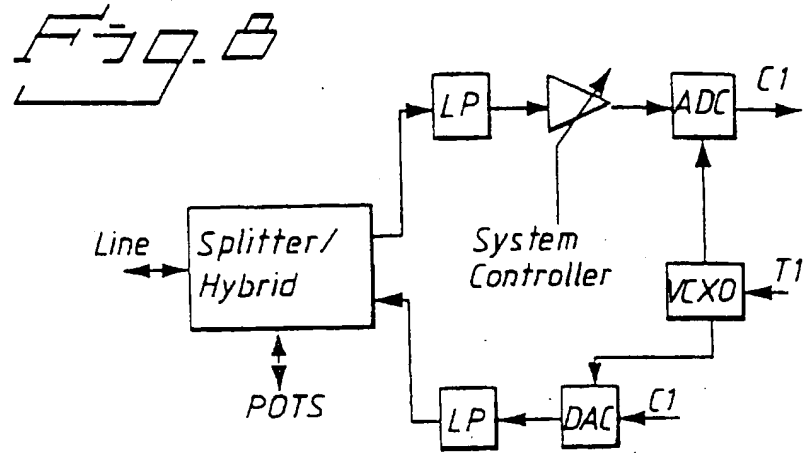 Fig. 8
LP
ADC
C1
Line
Splitter/
Hybrid
System
Controller
VCXO
T1
POTS
LP
DAC
C1